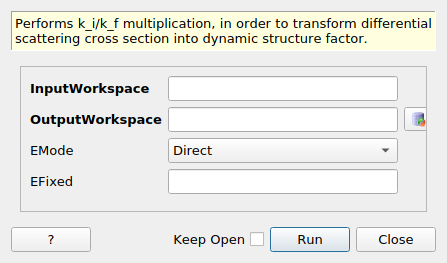 Performs k_i/k_f multiplication, in order to transform differential
scattering cross section into dynamic structure factor.
InputWorkspace
OutputWorkspace
EMode Direct
EFixed
? Keep Open Run Close